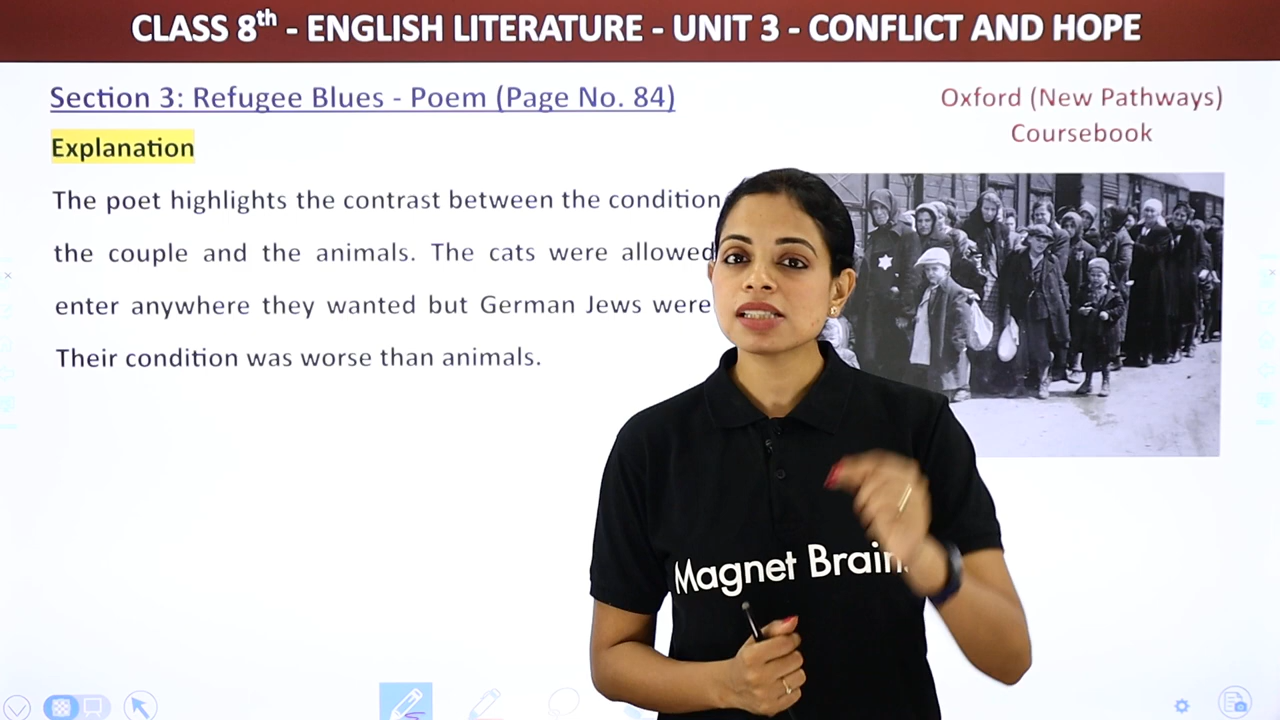 CLASS 8th - ENGLISH LITERATURE - UNIT 3 - CONFLICT AND HOPE
Section 3: Refugee Blues - Poem (Page No. 84)
Oxford (New Pathways)
Coursebook
Explanation
The poet highlights the contrast between the condition
the couple and the animals. The cats were allowed
enter anywhere they wanted but German Jews were
Their condition was worse than animals.
Magnet Brain